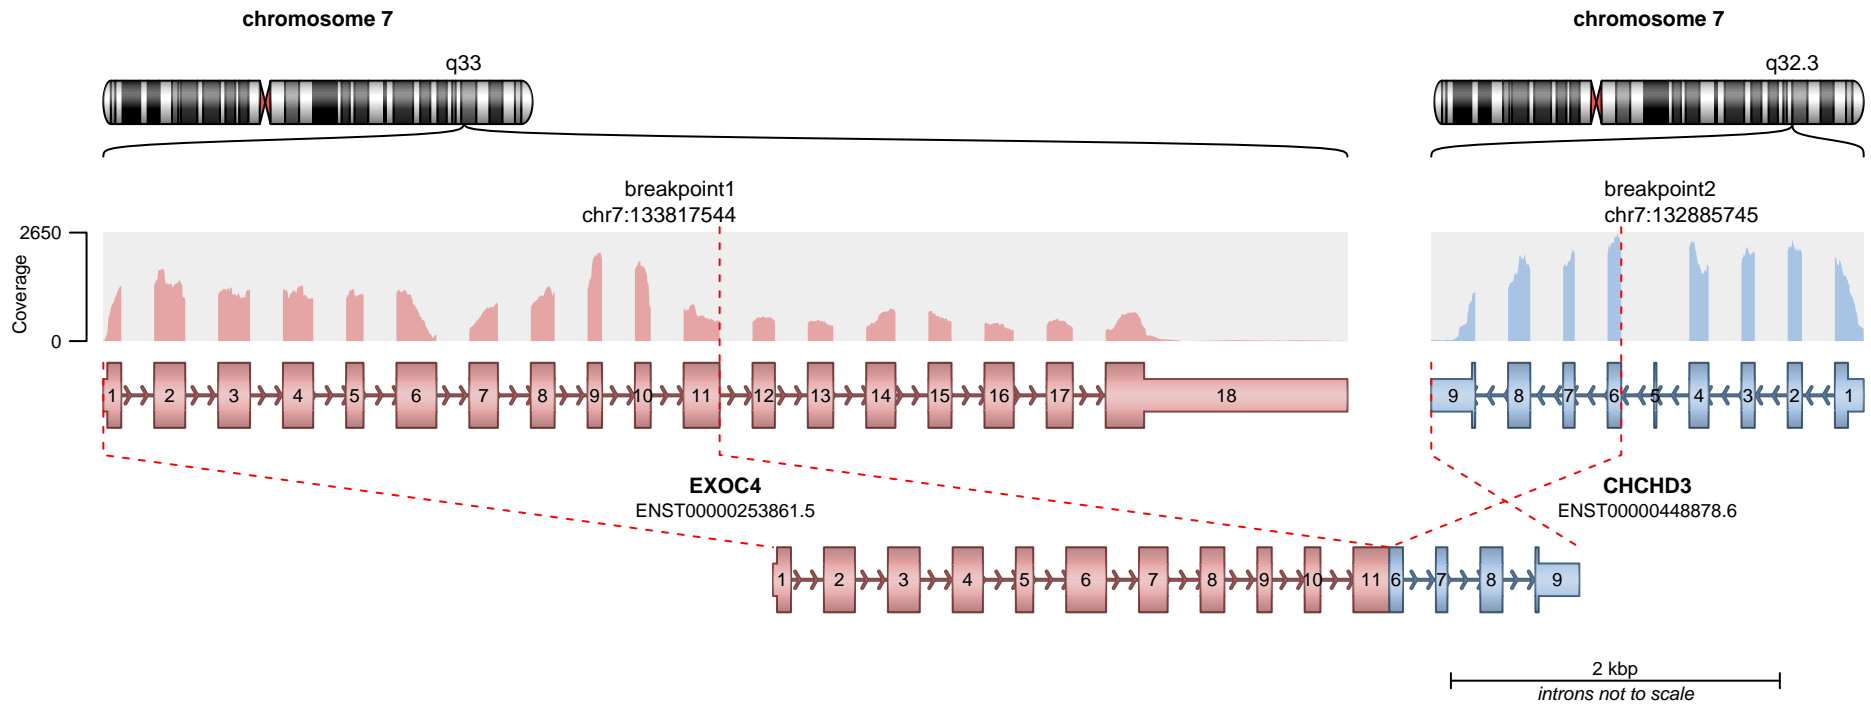 chromosome 7
chromosome 7
q33
q32.3
breakpoint1
chr7:133817544
breakpoint2
chr7:132885745
2650
Coverage
0
1 2 3 4 5 6 7 8 9 10 11 12 13 14 15 16 17 18
9 8 7 6 5 4 3 2 1
EXOC4
ENST00000253861.5
CHCHD3
ENST00000448878.6
1 2 3 4 5 6 7 8 9 10 11 6 7 8 9
2 kbp
introns not to scale